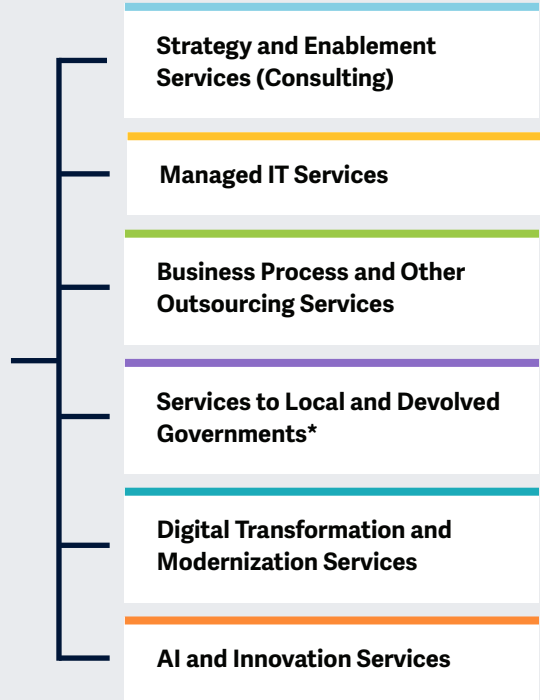 Strategy and Enablement
Services (Consulting)
Managed IT Services
Business Process and Other
Outsourcing Services
Services to Local and Devolved
Governments*
Digital Transformation and
Modernization Services
AI and Innovation Services